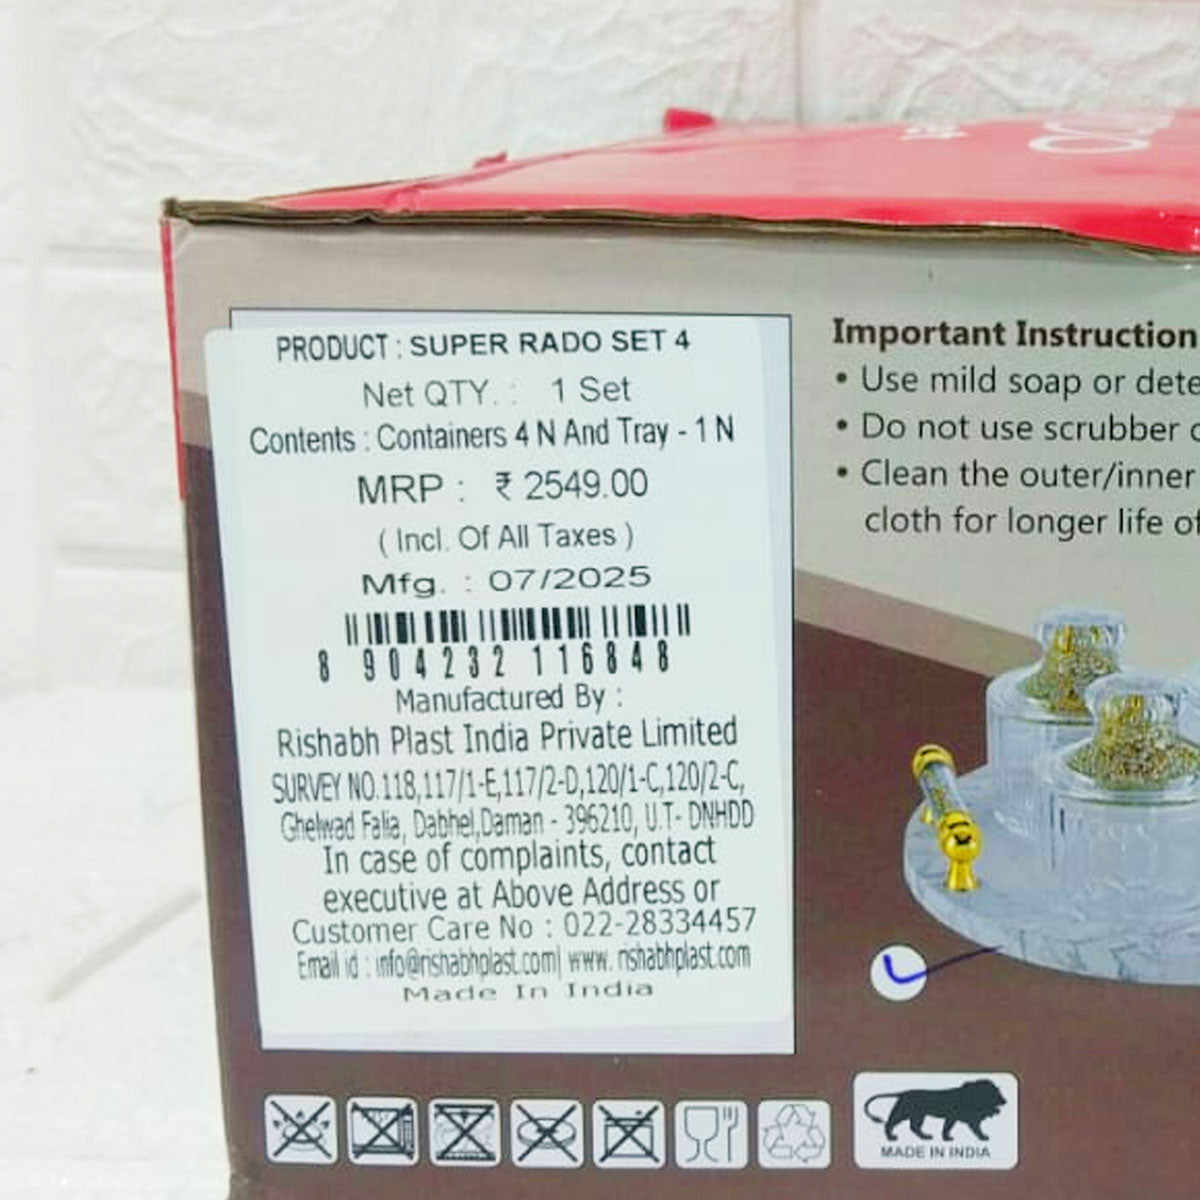 PRODUCT : SUPER RADO SET 4
Net QTY. : 1 Set
Contents : Containers 4 N And Tray - 1 N
MRP : ₹ 2549.00
( Incl. Of All Taxes )
Mfg. : 07/2025
8 904232 116848
Manufactured By :
Rishabh Plast India Private Limited
SURVEY NO.118,117/1-E,117/2-D,120/1-C,120/2-C,
Ghelwad Falia, Dabhel,Daman - 396210, U.T- DNHDD
In case of complaints, contact
executive at Above Address or
Customer Care No : 022-28334457
Email id : info@rishabhplast.com| www. rishabhplast.com
Made In India
Important Instruction
• Use mild soap or dete
• Do not use scrubber
• Clean the outer/inner
cloth for longer life of
MADE IN INDIA